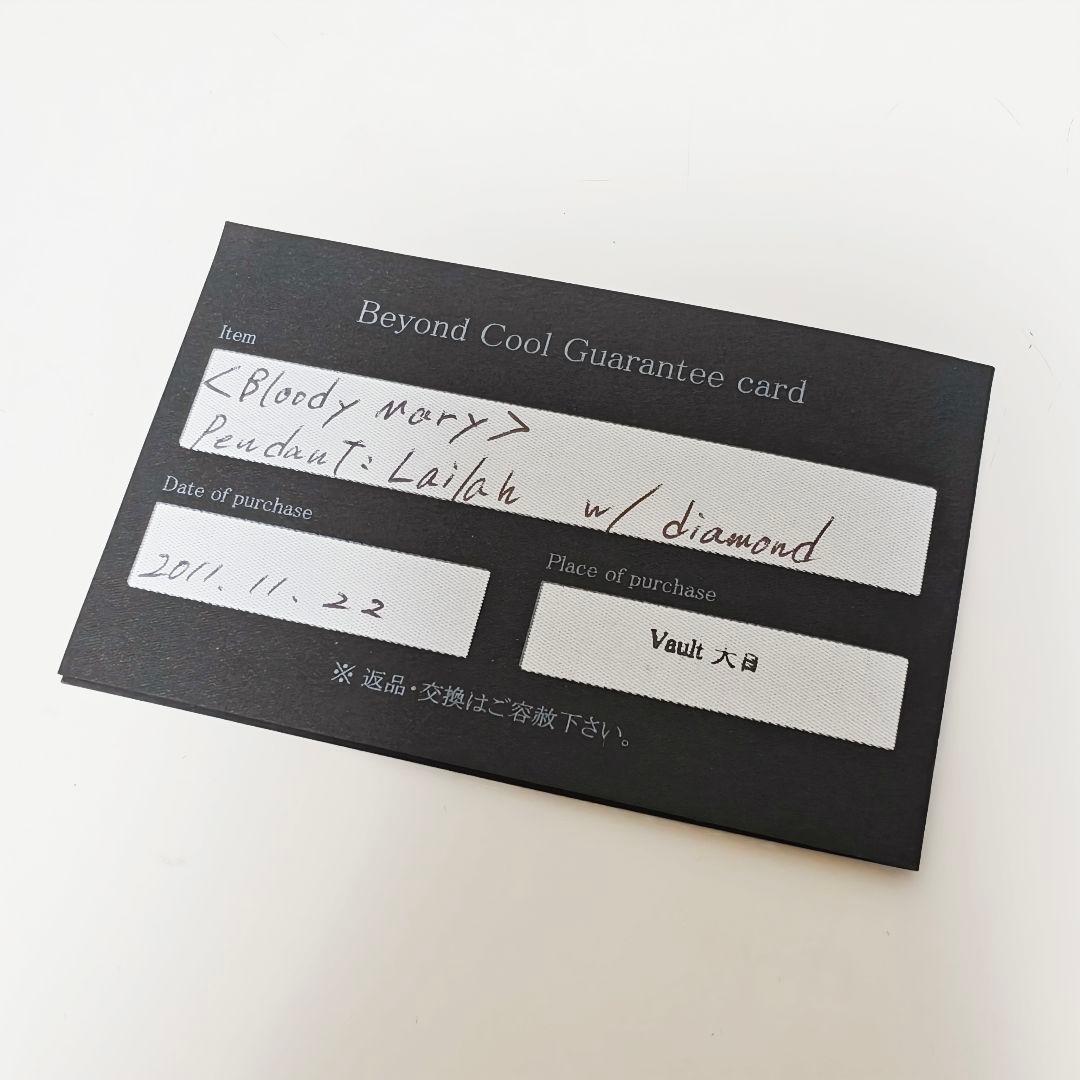 Beyond Cool Guarantee card
Item
<Bloody mary>
Pendant: Lailah w/ diamond
Date of purchase
2011. 11. 22
Place of purchase
Vault 大目
※ 返品・交換はご容赦下さい。